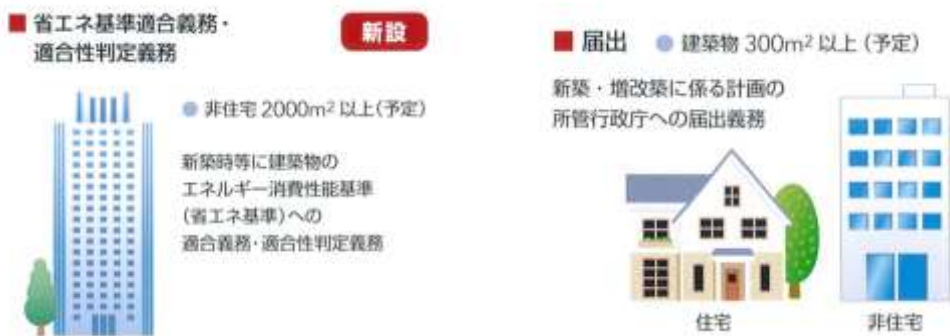 ■ 省エネ基準適合義務・
適合性判定義務
新設
● 非住宅 2000m² 以上(予定)
新築時等に建築物の
エネルギー消費性能基準
(省エネ基準)への
適合義務・適合性判定義務
■ 届出 ● 建築物 300m² 以上(予定)
新築・増改築に係る計画の
所管行政庁への届出義務
住宅
非住宅